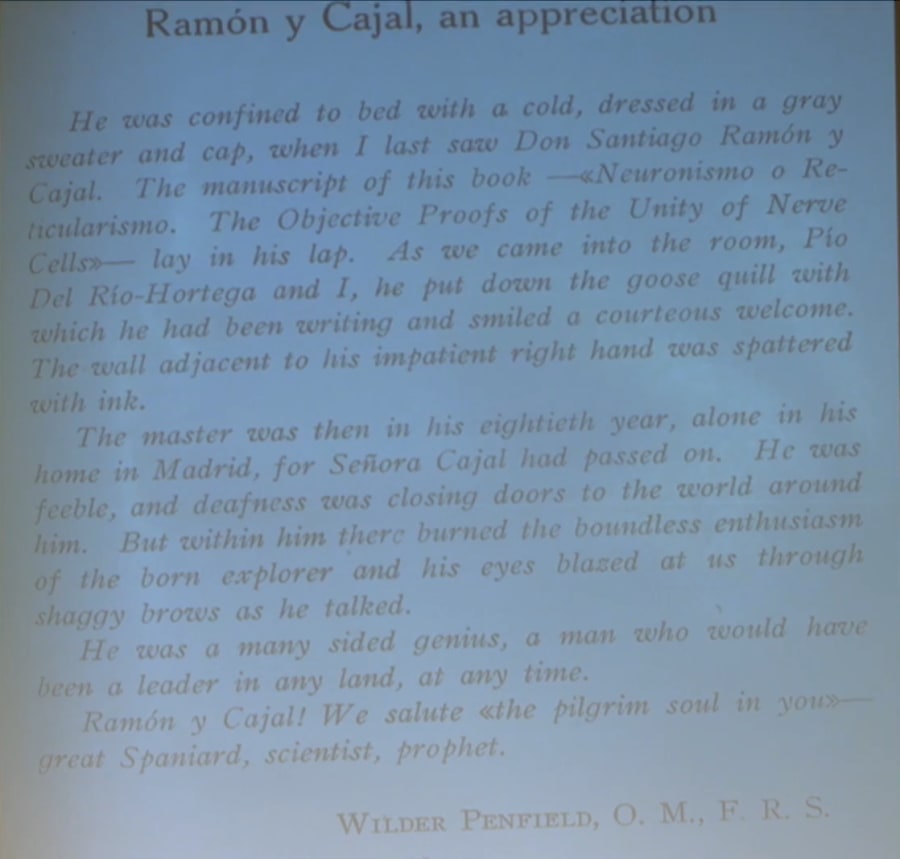 Ramón y Cajal, an appreciation
He was confined to bed with a cold, dressed in a gray
sweater and cap, when I last saw Don Santiago Ramón y
Cajal. The manuscript of this book —«Neuronismo o Re-
ticularismo. The Objective Proofs of the Unity of Nerve
Cells»— lay in his lap. As we came into the room, Pío
Del Río-Hortega and I, he put down the goose quill with
which he had been writing and smiled a courteous welcome.
The wall adjacent to his impatient right hand was spattered
with ink.
The master was then in his eightieth year, alone in his
home in Madrid, for Señora Cajal had passed on. He was
feeble, and deafness was closing doors to the world around
him. But within him there burned the boundless enthusiasm
of the born explorer and his eyes blazed at us through
shaggy brows as he talked.
He was a many sided genius, a man who would have
been a leader in any land, at any time.
Ramón y Cajal! We salute «the pilgrim soul in you»—
great Spaniard, scientist, prophet.
WILDER PENFIELD, O. M., F. R. S.